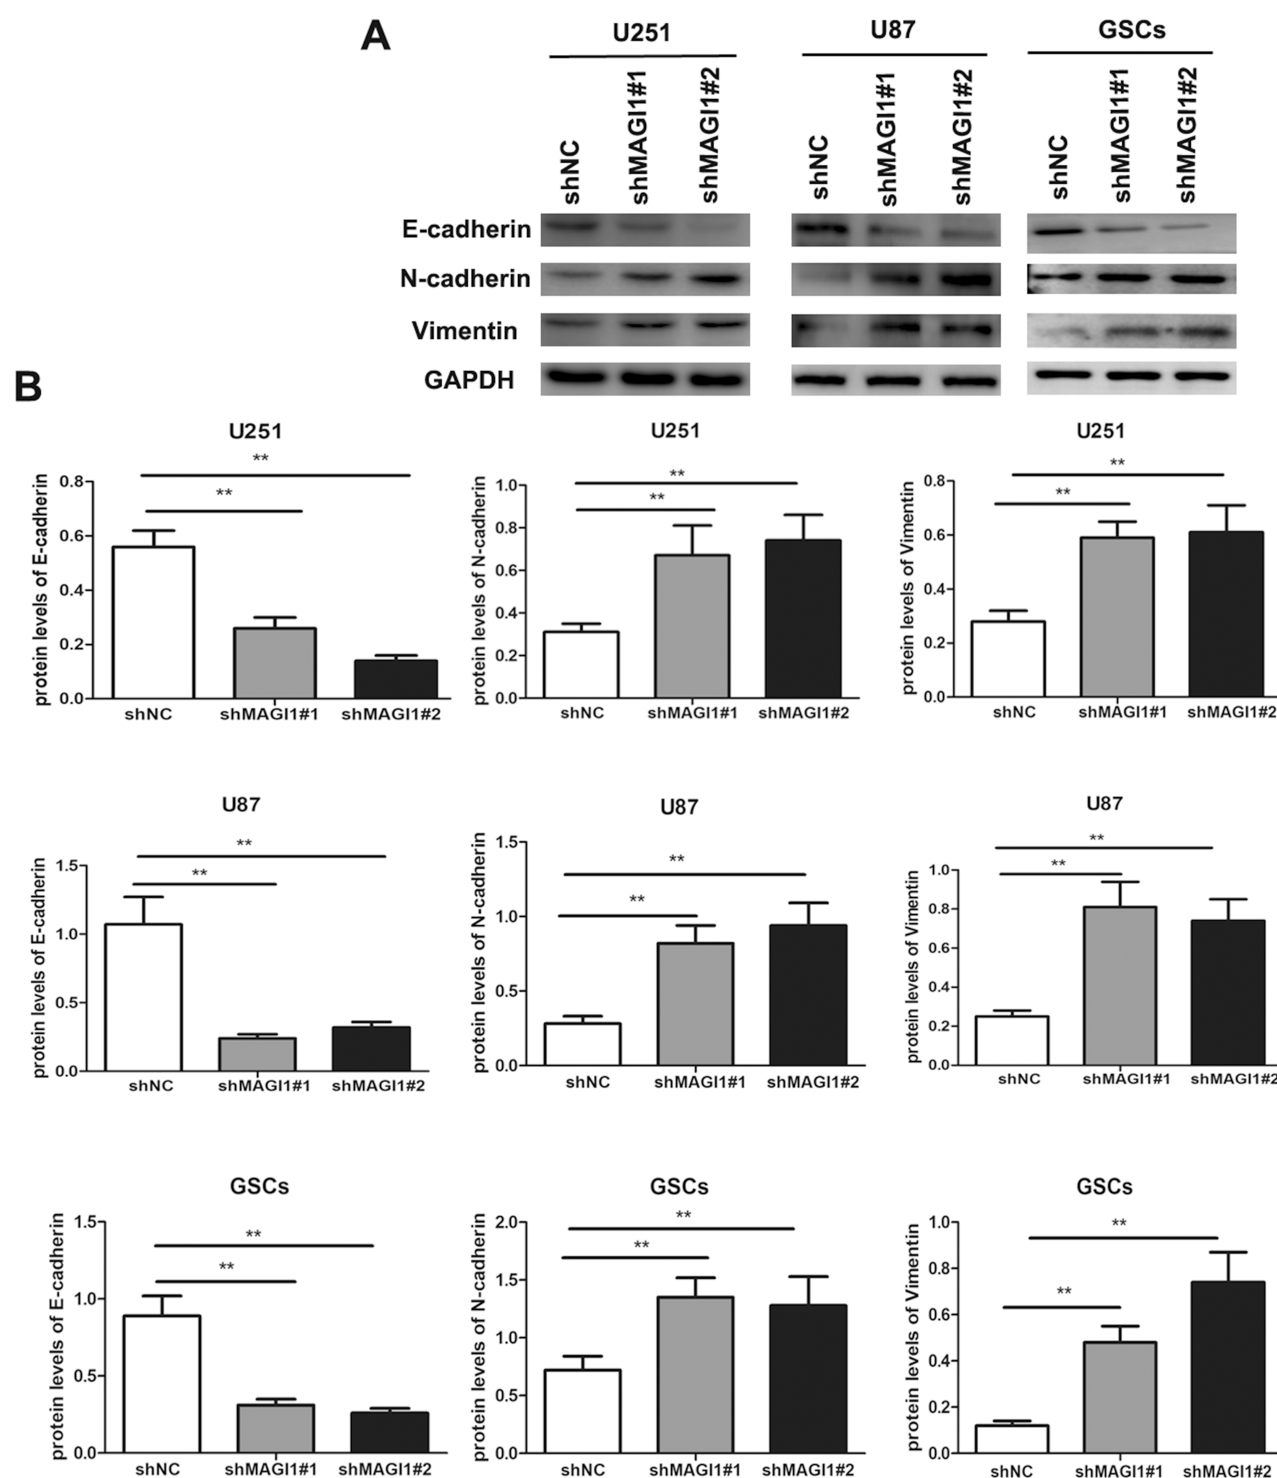 A
U251 U87 GSCs
shNC shMAGI1#1 shMAGI1#2 shNC shMAGI1#1 shMAGI1#2 shNC shMAGI1#1 shMAGI1#2
E-cadherin
N-cadherin
Vimentin
GAPDH
B
U251
**
**
protein levels of E-cadherin
0.8
0.6
0.4
0.2
0.0
shNC shMAGI1#1 shMAGI1#2
U251
**
**
protein levels of N-cadherin
1.0
0.8
0.6
0.4
0.2
0.0
shNC shMAGI1#1 shMAGI1#2
U251
**
**
protein levels of Vimentin
0.8
0.6
0.4
0.2
0.0
shNC shMAGI1#1 shMAGI1#2
U87
**
**
protein levels of E-cadherin
1.5
1.0
0.5
0.0
shNC shMAGI1#1 shMAGI1#2
U87
**
**
protein levels of N-cadherin
1.5
1.0
0.5
0.0
shNC shMAGI1#1 shMAGI1#2
U87
**
**
protein levels of Vimentin
1.0
0.8
0.6
0.4
0.2
0.0
shNC shMAGI1#1 shMAGI1#2
GSCs
**
**
protein levels of E-cadherin
1.5
1.0
0.5
0.0
shNC shMAGI1#1 shMAGI1#2
GSCs
**
**
protein levels of N-cadherin
2.0
1.5
1.0
0.5
0.0
shNC shMAGI1#1 shMAGI1#2
GSCs
**
**
protein levels of Vimentin
1.0
0.8
0.6
0.4
0.2
0.0
shNC shMAGI1#1 shMAGI1#2